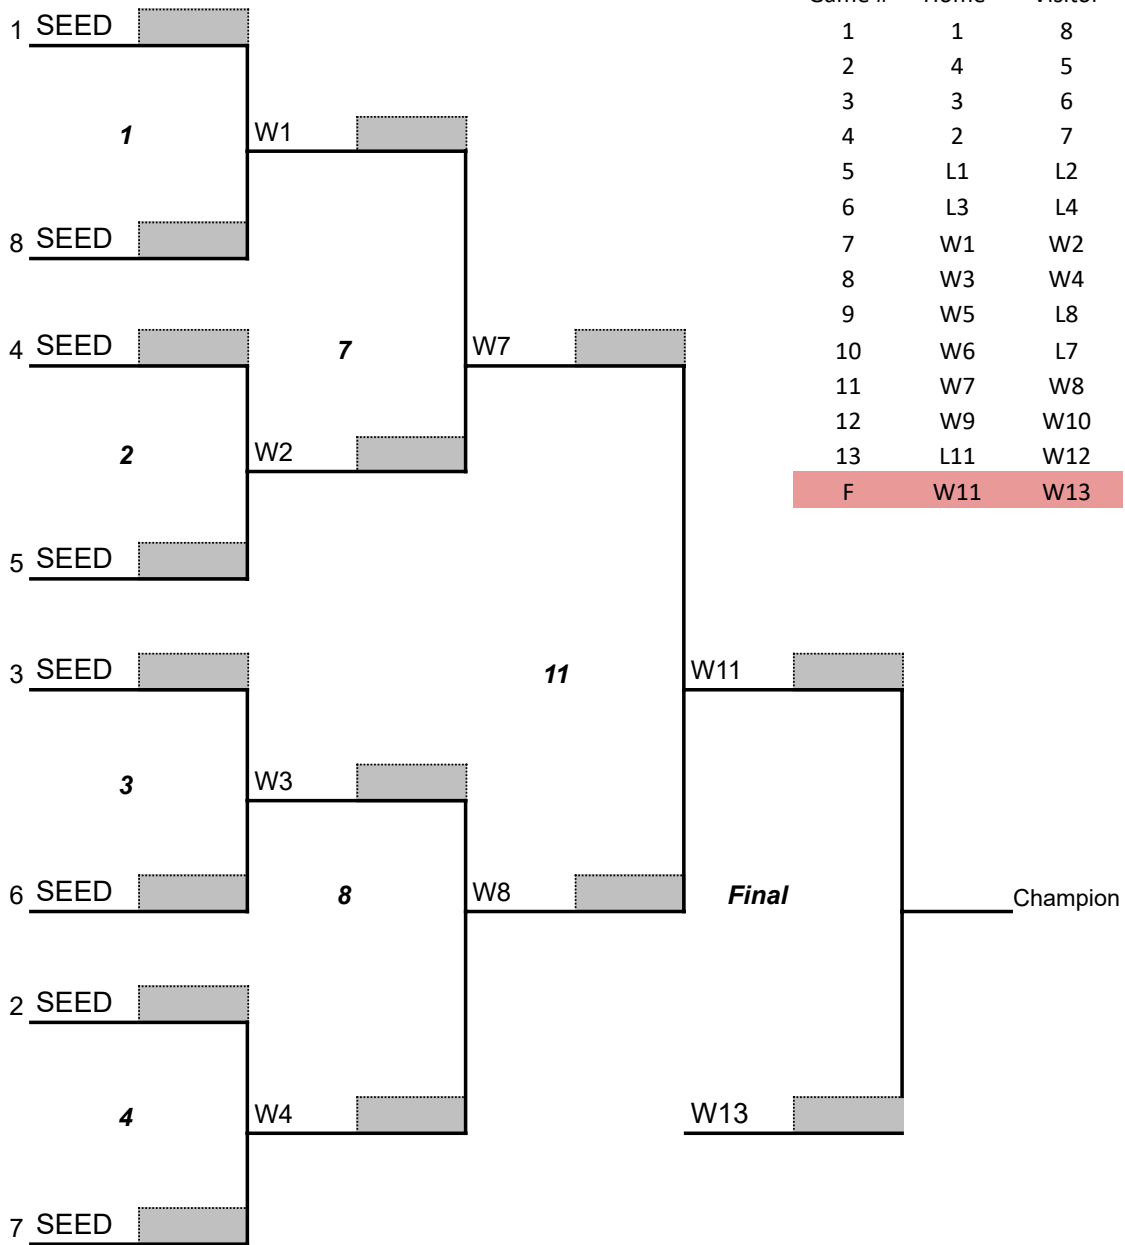 Game # Home Visitor
1 SEED
1 1 8
2 4 5
1
W1
3 3 6
4 2 7
5 L1 L2
6 L3 L4
8 SEED
7 W1 W2
8 W3 W4
9 W5 L8
4 SEED
7
W7
10 W6 L7
11 W7 W8
12 W9 W10
2
W2
13 L11 W12
F W11 W13
5 SEED
3 SEED
11
W11
3
W3
6 SEED
8
W8
Final
Champion
2 SEED
4
W4
W13
7 SEED